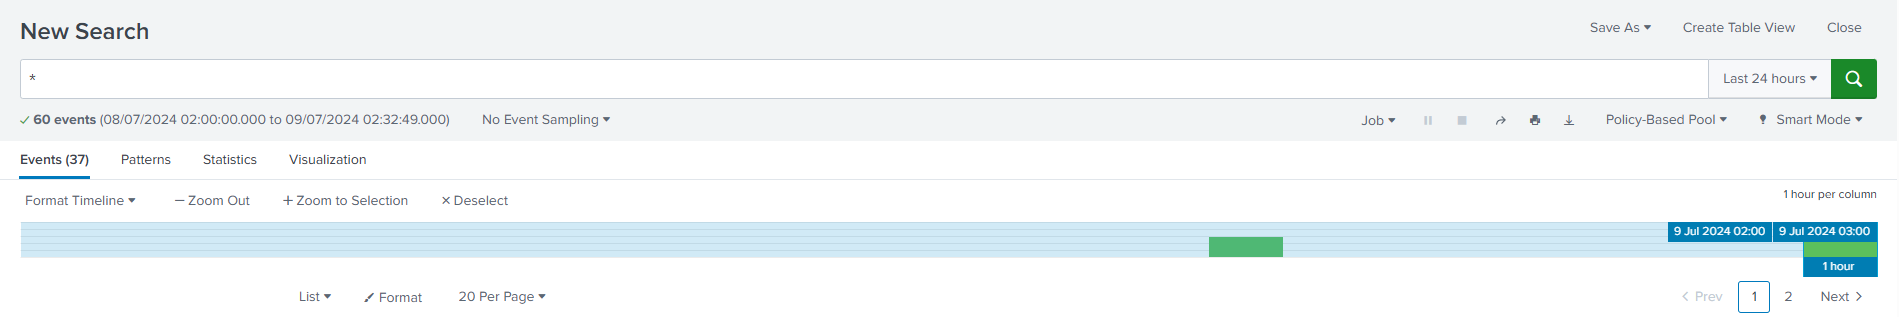 New Search
Save As Create Table View Close
*
Last 24 hours
60 events (08/07/2024 02:00:00.000 to 09/07/2024 02:32:49.000) No Event Sampling
Job Policy-Based Pool Smart Mode
Events (37) Patterns Statistics Visualization
Format Timeline — Zoom Out + Zoom to Selection × Deselect
1 hour per column
9 Jul 2024 02:00 9 Jul 2024 03:00
1 hour
List Format 20 Per Page
< Prev 1 2 Next >